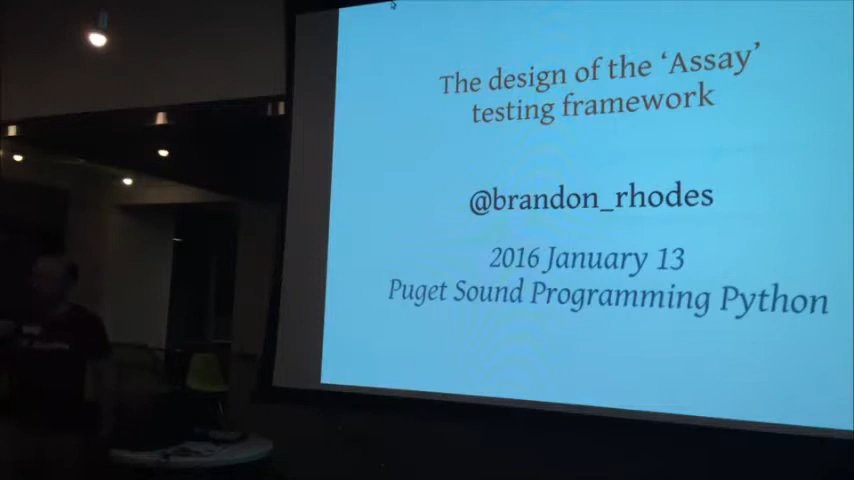 The design of the ‘Assay’
testing framework
@brandon_rhodes
2016 January 13
Puget Sound Programming Python